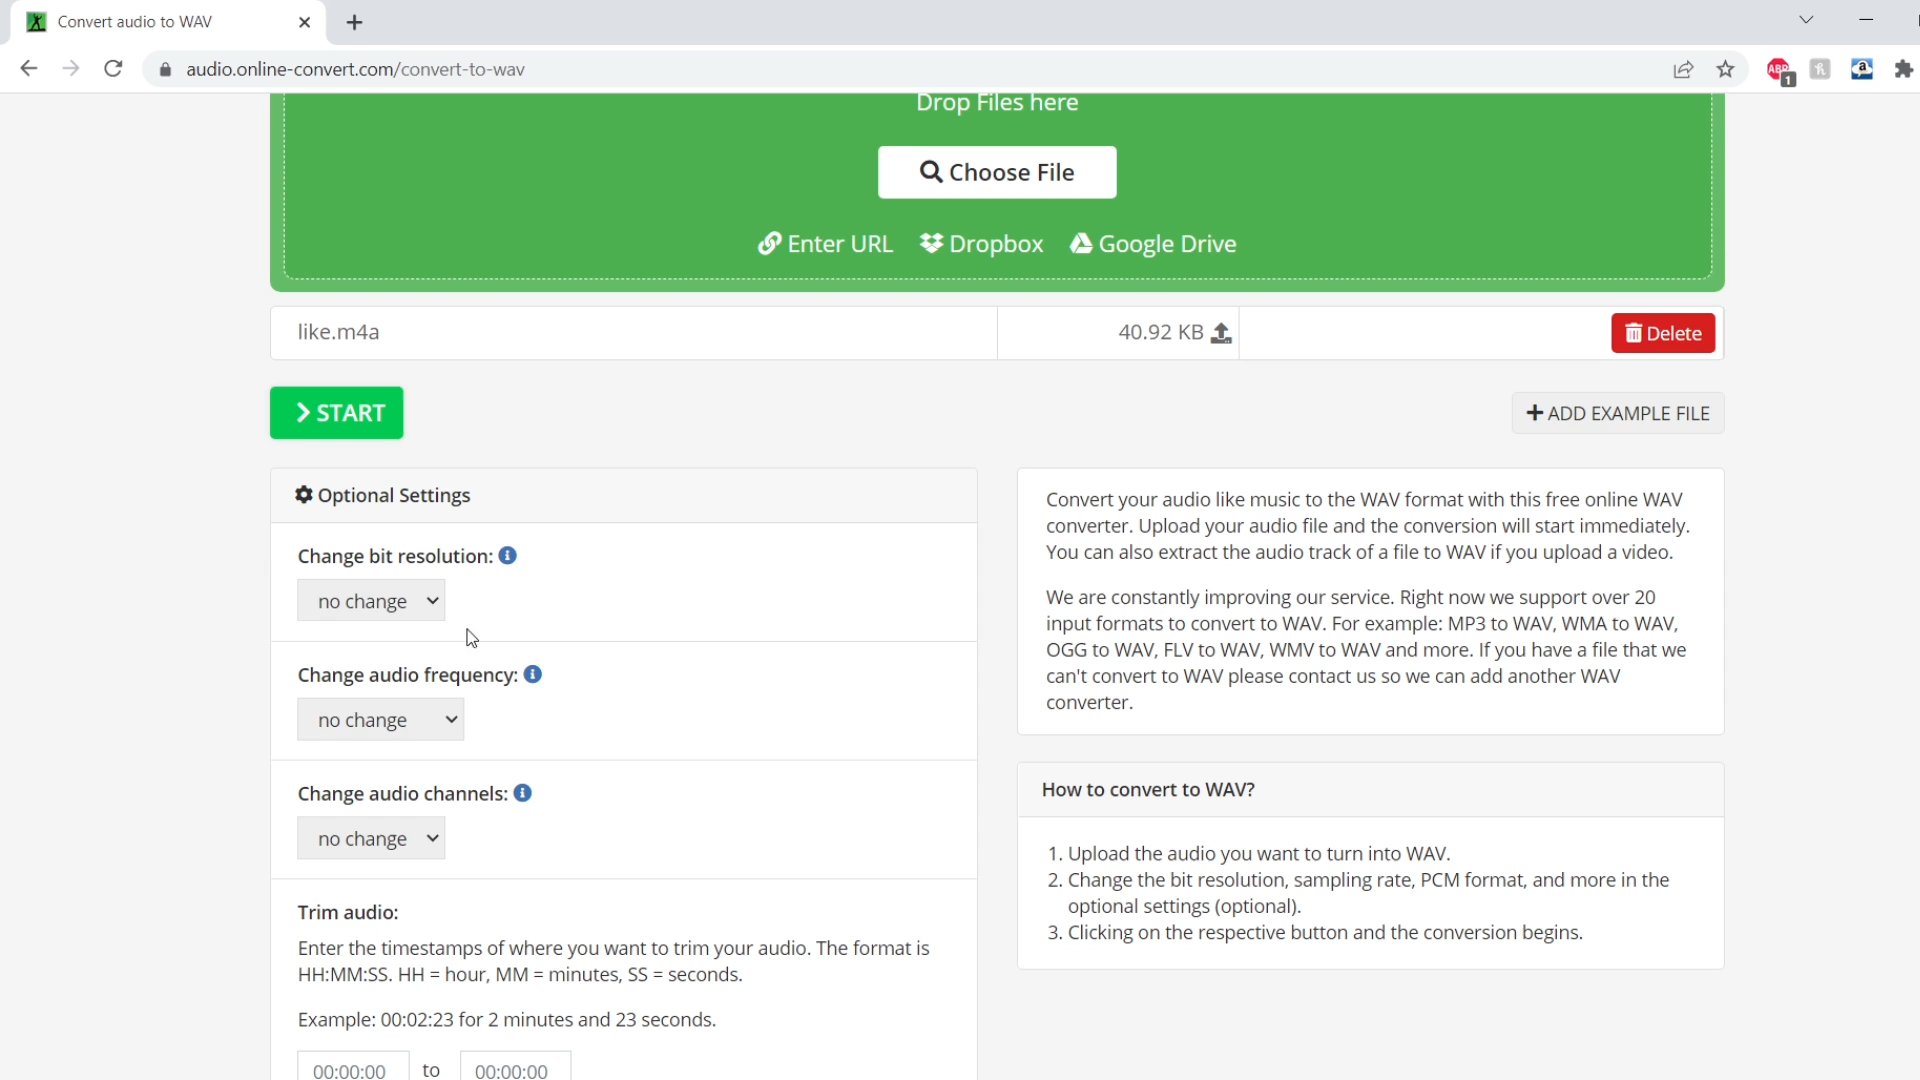 Convert audio to WAV
audio.online-convert.com/convert-to-wav
ABP
1
a
Drop Files here
Choose File
Enter URL Dropbox Google Drive
like.m4a 40.92 KB Delete
START + ADD EXAMPLE FILE
Optional Settings
Change bit resolution:
no change
Change audio frequency:
no change
Change audio channels:
no change
Trim audio:
Enter the timestamps of where you want to trim your audio. The format is
HH:MM:SS. HH = hour, MM = minutes, SS = seconds.
Example: 00:02:23 for 2 minutes and 23 seconds.
00:00:00 to 00:00:00
Convert your audio like music to the WAV format with this free online WAV
converter. Upload your audio file and the conversion will start immediately.
You can also extract the audio track of a file to WAV if you upload a video.
We are constantly improving our service. Right now we support over 20
input formats to convert to WAV. For example: MP3 to WAV, WMA to WAV,
OGG to WAV, FLV to WAV, WMV to WAV and more. If you have a file that we
can't convert to WAV please contact us so we can add another WAV
converter.
How to convert to WAV?
1. Upload the audio you want to turn into WAV.
2. Change the bit resolution, sampling rate, PCM format, and more in the
optional settings (optional).
3. Clicking on the respective button and the conversion begins.